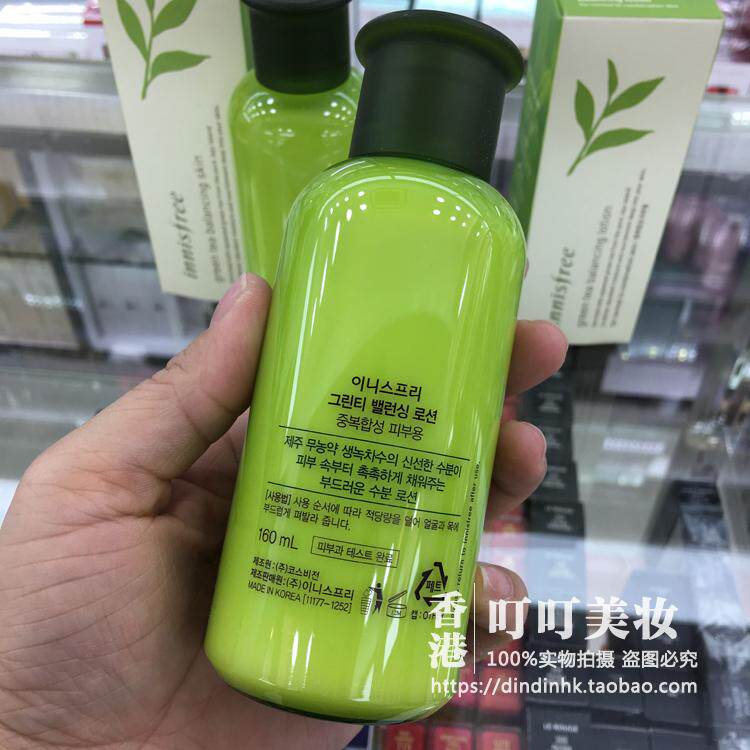 innisfree
green tea balancing skin
innisfree
green tea balancing lotion
이니스프리
그린티 밸런싱 로션
중복합성 피부용
제주 무농약 생녹차수의 신선한 수분이
피부 속부터 촉촉하게 채워주는
부드러운 수분 로션
[사용법] 사용 순서에 따라 적당량을 덜어 얼굴과 목에
부드럽게 펴발라 줍니다.
160 mL
피부과 테스트 완료
제조원 : (주)코스비전
제조판매원 : (주)이니스프리
MADE IN KOREA [11177-1252]
return to innisfree after use
페트
香港
叮叮美妆
100%实物拍摄 盗图必究
https://dindinhk.taobao.com